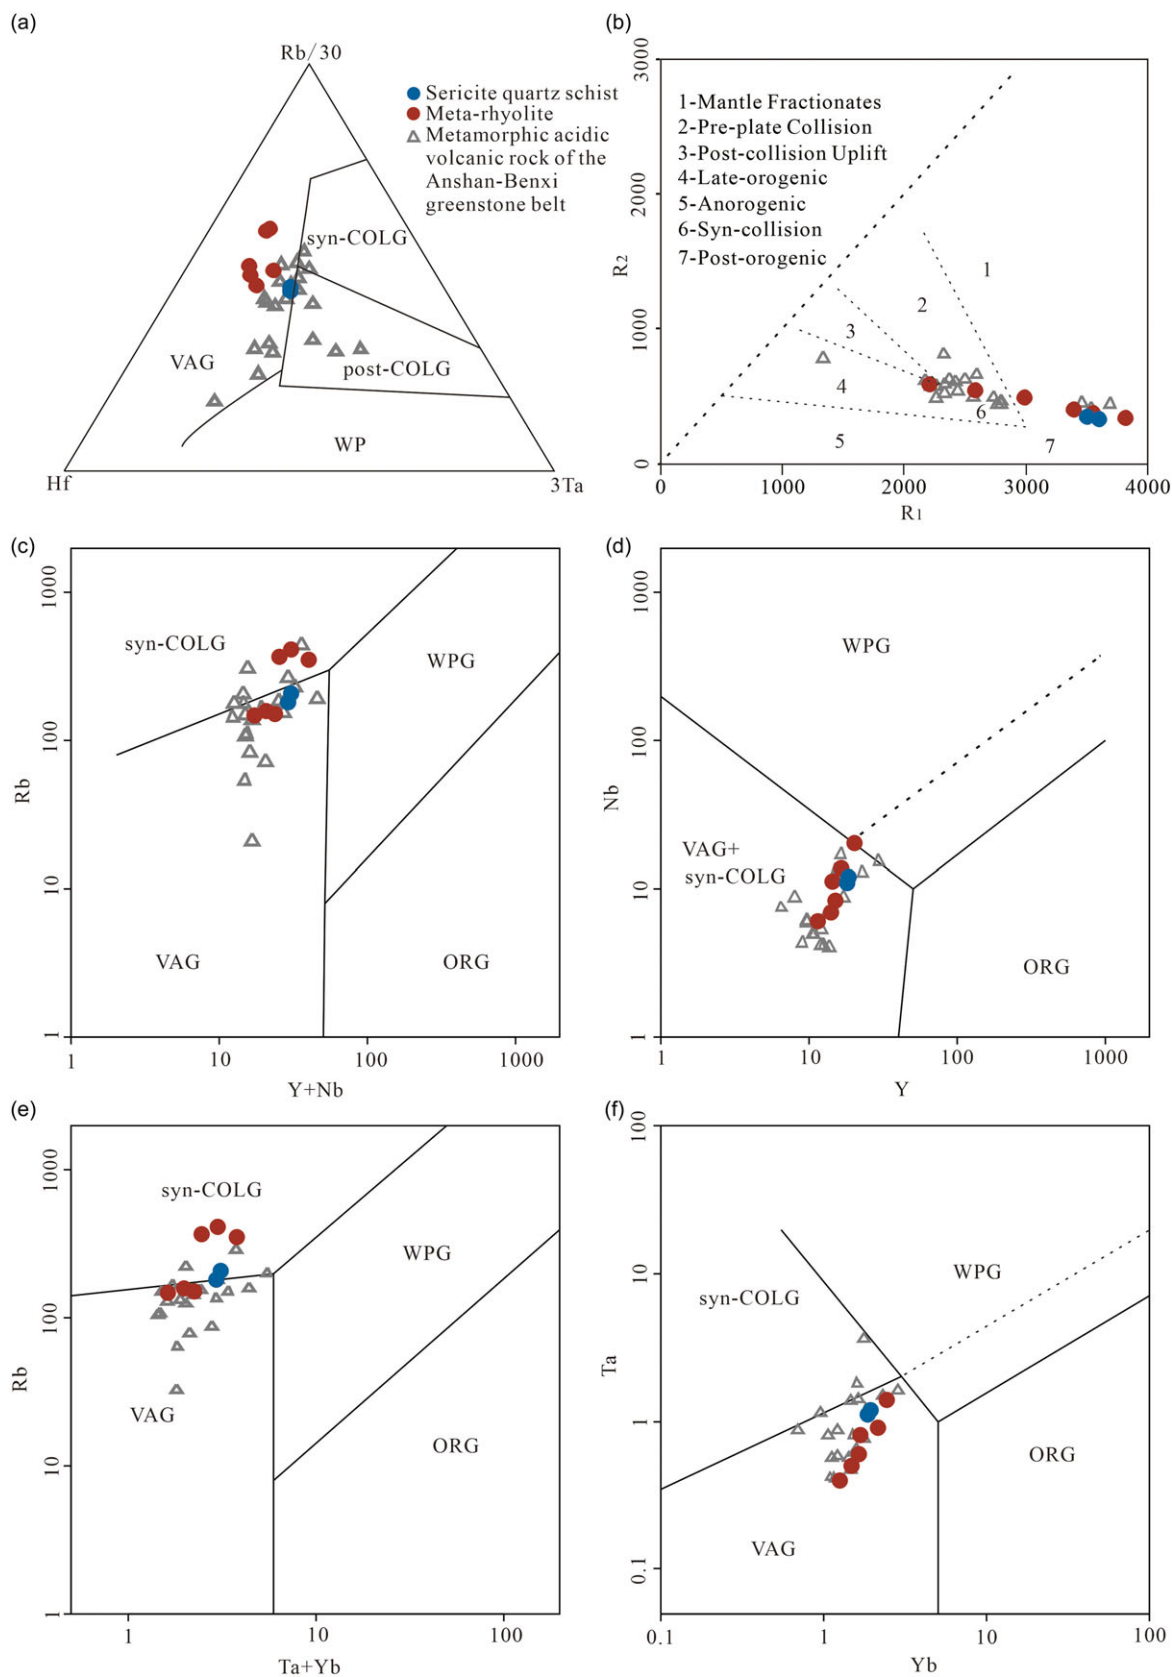 (a)
Rb/30
Sericite quartz schist
Meta-rhyolite
Metamorphic acidic
volcanic rock of the
Anshan-Benxi
greenstone belt
syn-COLG
VAG
post-COLG
WP
Hf
3Ta
(b)
3000
2000
1000
0
R2
1-Mantle Fractionates
2-Pre-plate Collision
3-Post-collision Uplift
4-Late-orogenic
5-Anorogenic
6-Syn-collision
7-Post-orogenic
1
2
3
4
5
6
7
0
1000
2000
3000
4000
R1
(c)
1000
100
10
1
Rb
syn-COLG
WPG
VAG
ORG
1
10
100
1000
Y+Nb
(d)
1000
100
10
1
Nb
WPG
VAG+
syn-COLG
ORG
1
10
100
1000
Y
(e)
1000
100
10
1
Rb
syn-COLG
WPG
VAG
ORG
1
10
100
Ta+Yb
(f)
100
10
1
0.1
Ta
syn-COLG
WPG
VAG
ORG
0.1
1
10
100
Yb